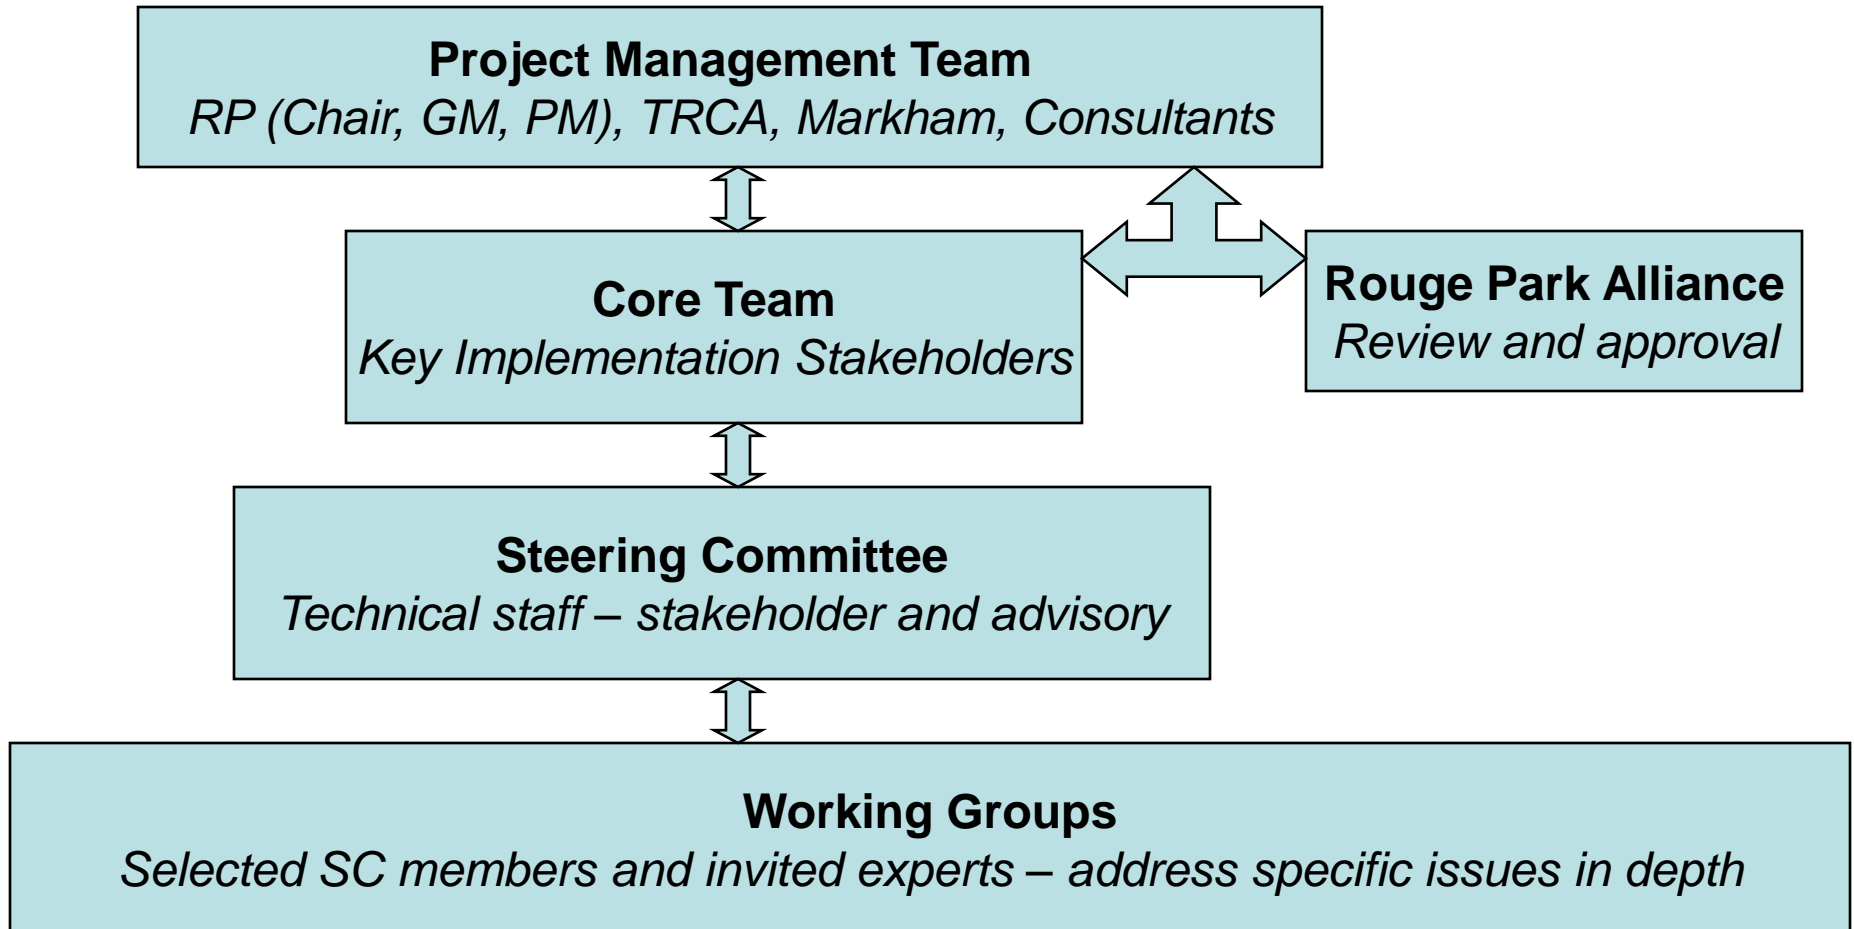 Project Management Team
RP (Chair, GM, PM), TRCA, Markham, Consultants
Core Team
Key Implementation Stakeholders
Rouge Park Alliance
Review and approval
Steering Committee
Technical staff – stakeholder and advisory
Working Groups
Selected SC members and invited experts – address specific issues in depth